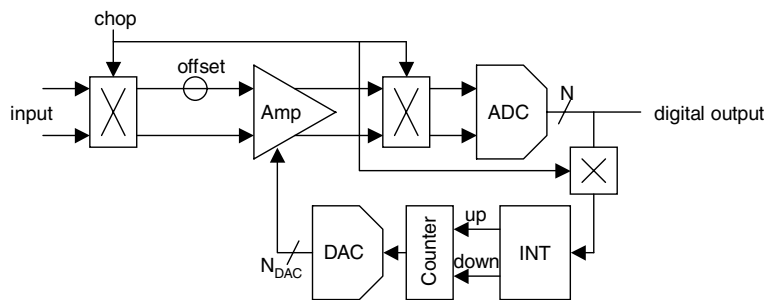 chop
offset
input
Amp
ADC
N
digital output
N_DAC
DAC
Counter
up
down
INT